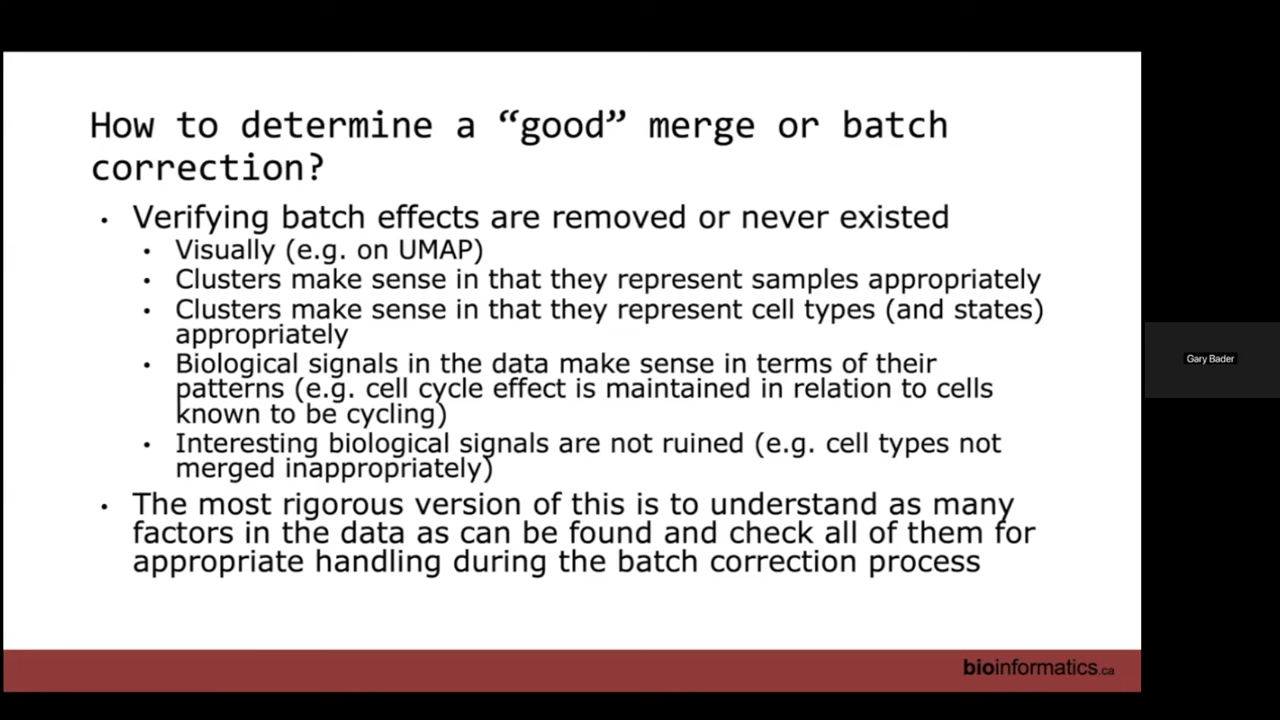 How to determine a “good” merge or batch
correction?
• Verifying batch effects are removed or never existed
• Visually (e.g. on UMAP)
• Clusters make sense in that they represent samples appropriately
• Clusters make sense in that they represent cell types (and states)
appropriately
• Biological signals in the data make sense in terms of their
patterns (e.g. cell cycle effect is maintained in relation to cells
known to be cycling)
• Interesting biological signals are not ruined (e.g. cell types not
merged inappropriately)
• The most rigorous version of this is to understand as many
factors in the data as can be found and check all of them for
appropriate handling during the batch correction process
bioinformatics.ca
Gary Bader